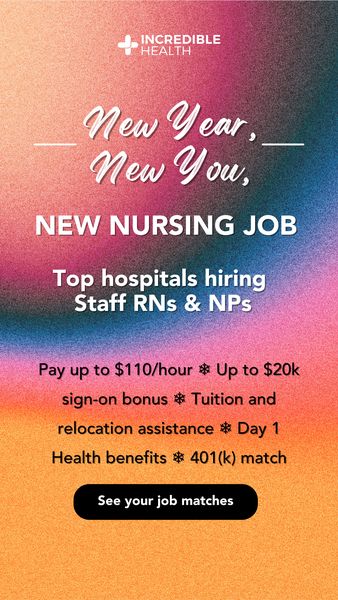 INCREDIBLE
HEALTH
New Year,
New You,
NEW NURSING JOB
Top hospitals hiring
Staff RNs & NPs
Pay up to $110/hour ❄ Up to $20k
sign-on bonus ❄ Tuition and
relocation assistance ❄ Day 1
Health benefits ❄ 401(k) match
See your job matches